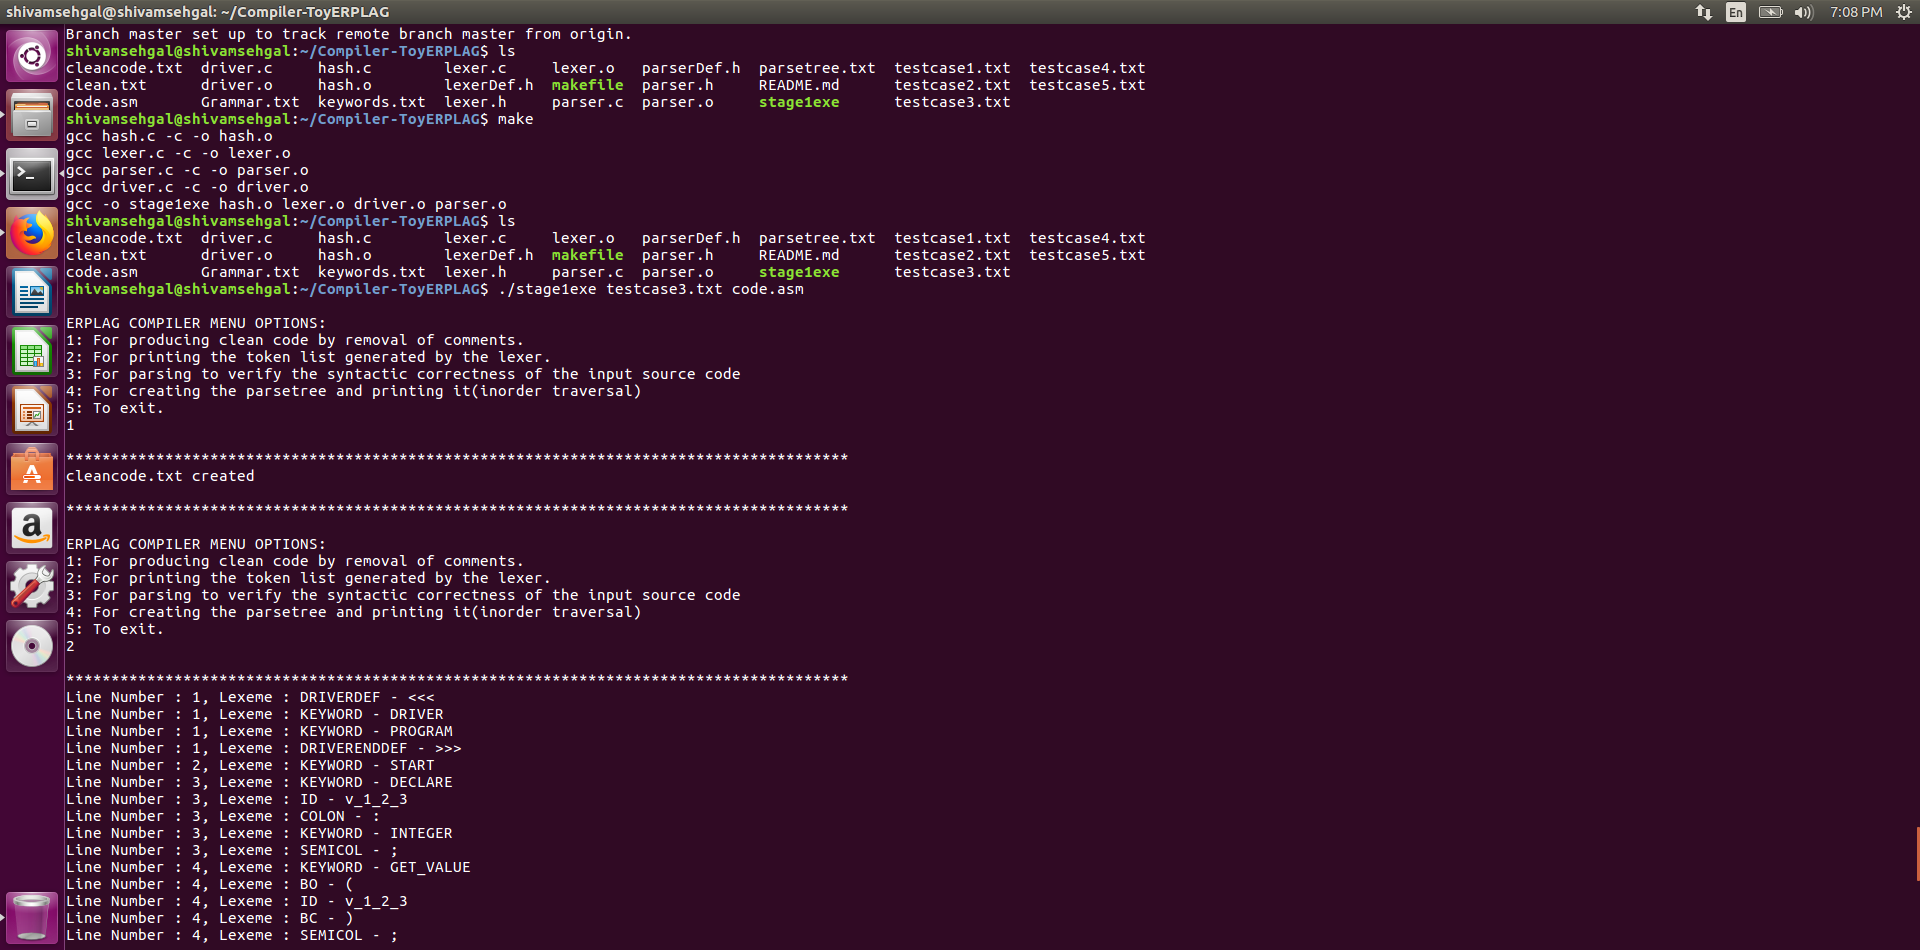 shivamsehgal@shivamsehgal: ~/Compiler-ToyERPLAG
En
7:08 PM
Branch master set up to track remote branch master from origin.
shivamsehgal@shivamsehgal:~/Compiler-ToyERPLAG$ ls
cleancode.txt  driver.c     hash.c        lexer.c     lexer.o   parserDef.h  parsetree.txt  testcase1.txt  testcase4.txt
clean.txt      driver.o     hash.o        lexerDef.h  makefile  parser.h     README.md      testcase2.txt  testcase5.txt
code.asm       Grammar.txt  keywords.txt  lexer.h     parser.c  parser.o     stage1exe      testcase3.txt
shivamsehgal@shivamsehgal:~/Compiler-ToyERPLAG$ make
gcc hash.c -c -o hash.o
gcc lexer.c -c -o lexer.o
gcc parser.c -c -o parser.o
gcc driver.c -c -o driver.o
gcc -o stage1exe hash.o lexer.o driver.o parser.o
shivamsehgal@shivamsehgal:~/Compiler-ToyERPLAG$ ls
cleancode.txt  driver.c     hash.c        lexer.c     lexer.o   parserDef.h  parsetree.txt  testcase1.txt  testcase4.txt
clean.txt      driver.o     hash.o        lexerDef.h  makefile  parser.h     README.md      testcase2.txt  testcase5.txt
code.asm       Grammar.txt  keywords.txt  lexer.h     parser.c  parser.o     stage1exe      testcase3.txt
shivamsehgal@shivamsehgal:~/Compiler-ToyERPLAG$ ./stage1exe testcase3.txt code.asm
ERPLAG COMPILER MENU OPTIONS:
1: For producing clean code by removal of comments.
2: For printing the token list generated by the lexer.
3: For parsing to verify the syntactic correctness of the input source code
4: For creating the parsetree and printing it(inorder traversal)
5: To exit.
1
***************************************************************************************
cleancode.txt created
***************************************************************************************
ERPLAG COMPILER MENU OPTIONS:
1: For producing clean code by removal of comments.
2: For printing the token list generated by the lexer.
3: For parsing to verify the syntactic correctness of the input source code
4: For creating the parsetree and printing it(inorder traversal)
5: To exit.
2
***************************************************************************************
Line Number : 1, Lexeme : DRIVERDEF - <<<
Line Number : 1, Lexeme : KEYWORD - DRIVER
Line Number : 1, Lexeme : KEYWORD - PROGRAM
Line Number : 1, Lexeme : DRIVERENDDEF - >>>
Line Number : 2, Lexeme : KEYWORD - START
Line Number : 3, Lexeme : KEYWORD - DECLARE
Line Number : 3, Lexeme : ID - v_1_2_3
Line Number : 3, Lexeme : COLON - :
Line Number : 3, Lexeme : KEYWORD - INTEGER
Line Number : 3, Lexeme : SEMICOL - ;
Line Number : 4, Lexeme : KEYWORD - GET_VALUE
Line Number : 4, Lexeme : BO - (
Line Number : 4, Lexeme : ID - v_1_2_3
Line Number : 4, Lexeme : BC - )
Line Number : 4, Lexeme : SEMICOL - ;